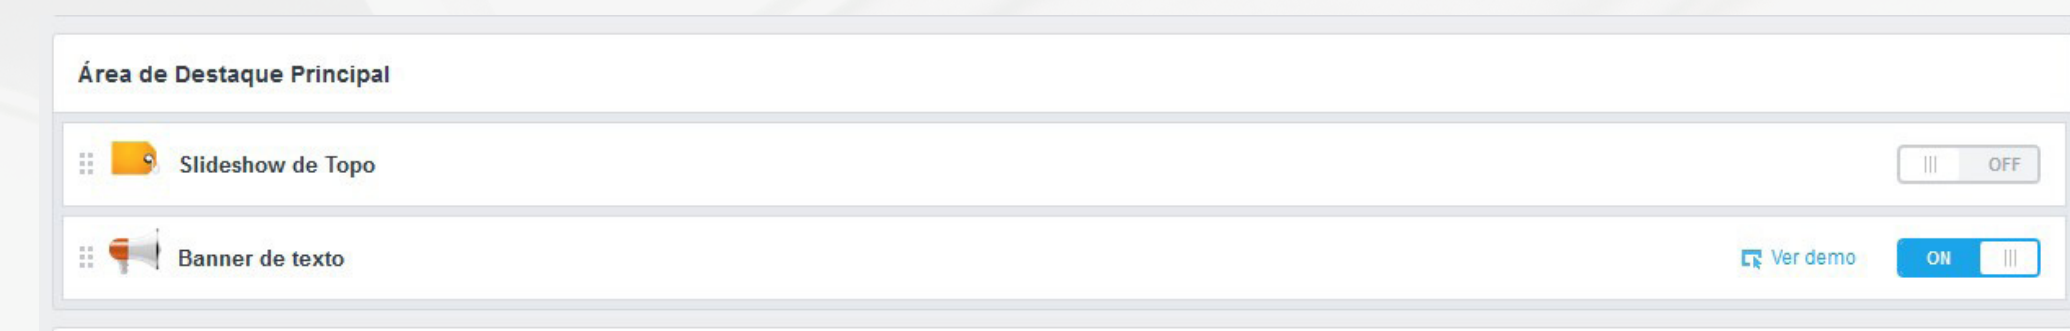 Área de Destaque Principal
Slideshow de Topo
OFF
Banner de texto
Ver demo
ON